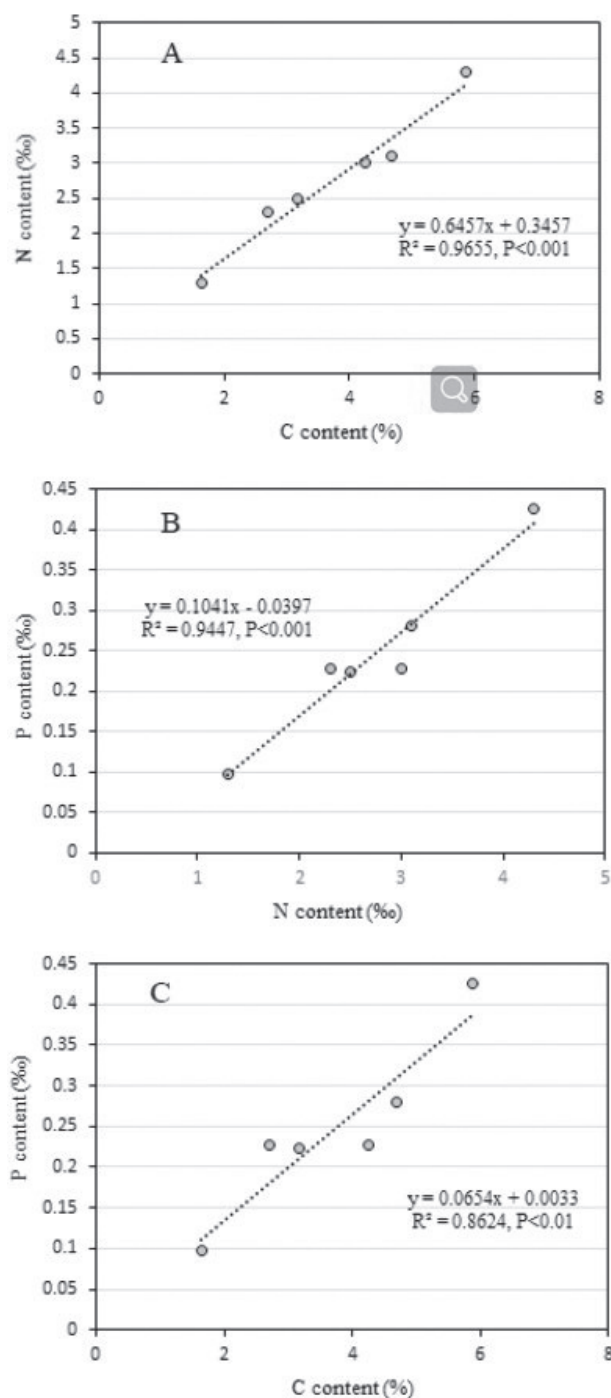 A
5
4.5
4
3.5
3
2.5
2
1.5
1
0.5
0
N content (‰)
y = 0.6457x + 0.3457
R² = 0.9655, P<0.001
0 2 4 6 8
C content (%)
B
0.45
0.4
0.35
0.3
0.25
0.2
0.15
0.1
0.05
0
P content (‰)
y = 0.1041x - 0.0397
R² = 0.9447, P<0.001
0 1 2 3 4 5
N content (‰)
C
0.45
0.4
0.35
0.3
0.25
0.2
0.15
0.1
0.05
0
P content (‰)
y = 0.0654x + 0.0033
R² = 0.8624, P<0.01
0 2 4 6 8
C content (%)